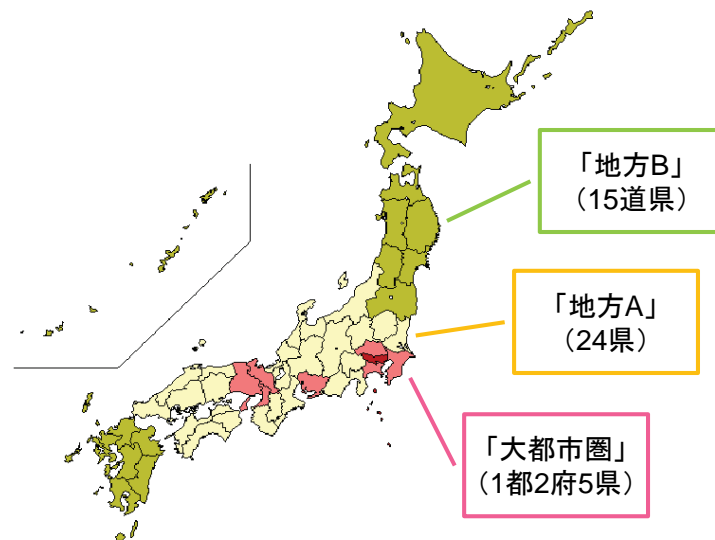 「地方B」
（15道県）
「地方A」
（24県）
「大都市圏」
（1都2府5県）